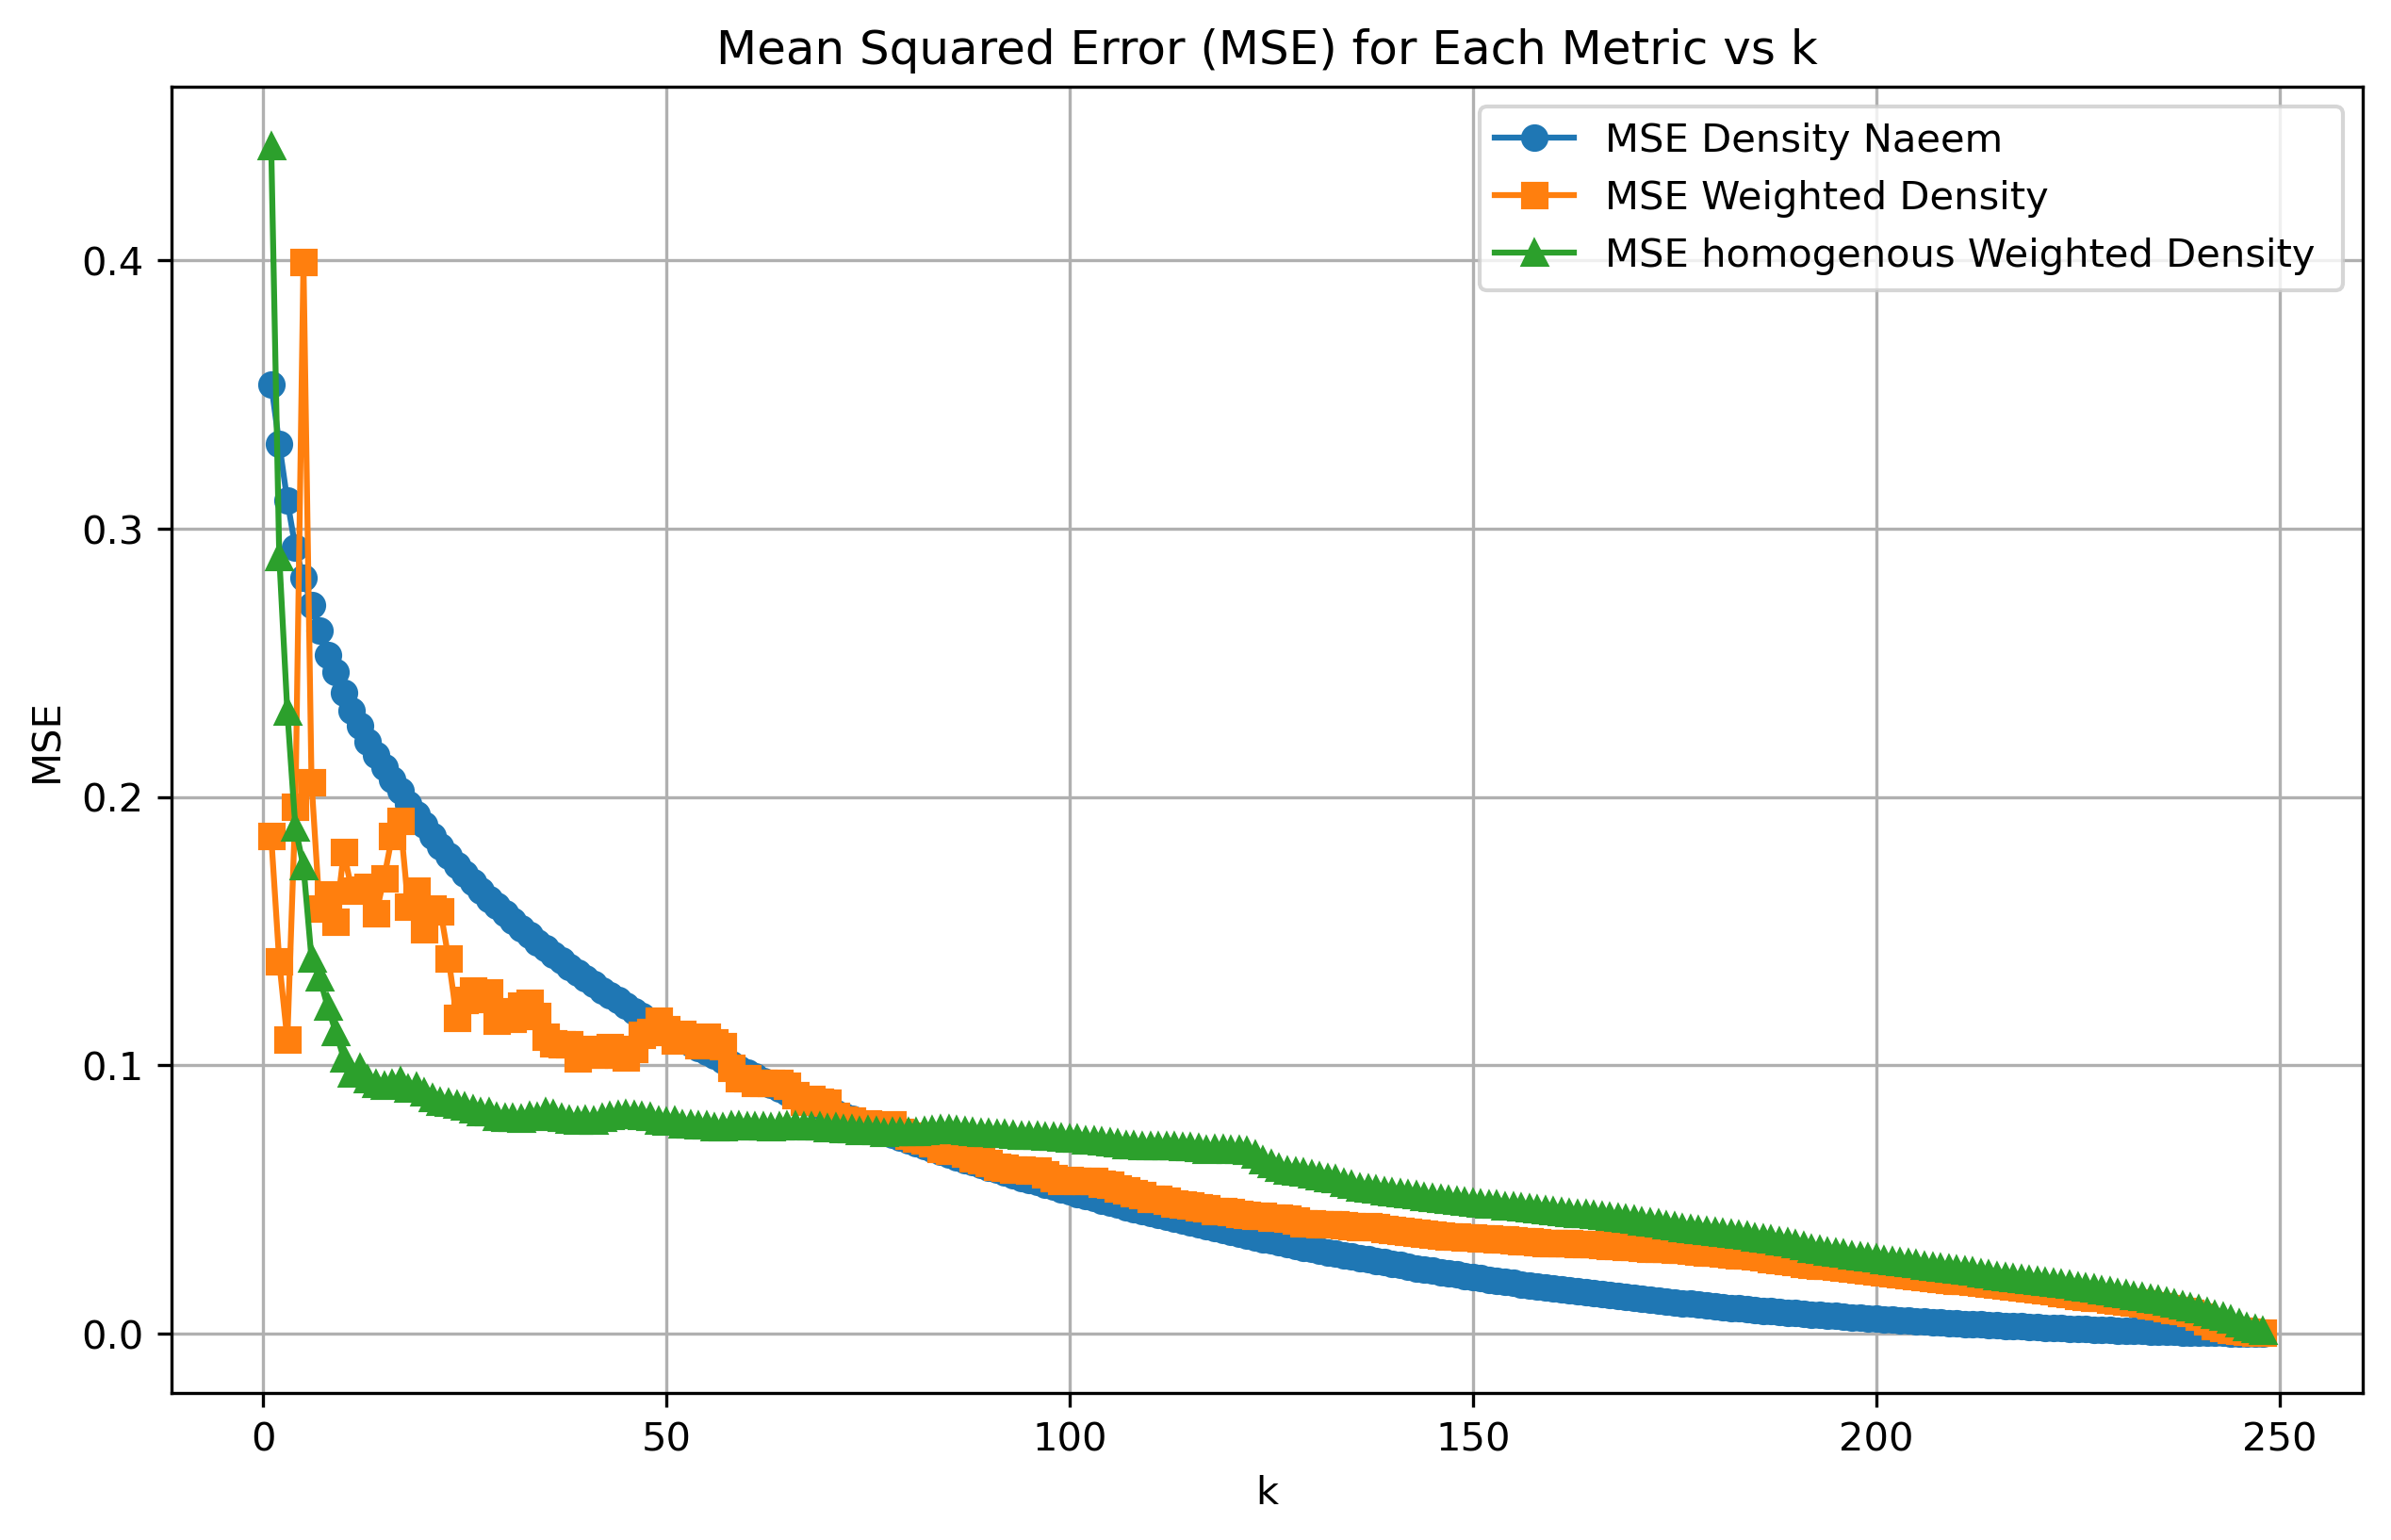 Mean Squared Error (MSE) for Each Metric vs k
MSE Density Naeem
MSE Weighted Density
MSE homogenous Weighted Density
MSE
0.4
0.3
0.2
0.1
0.0
0 50 100 150 200 250
k